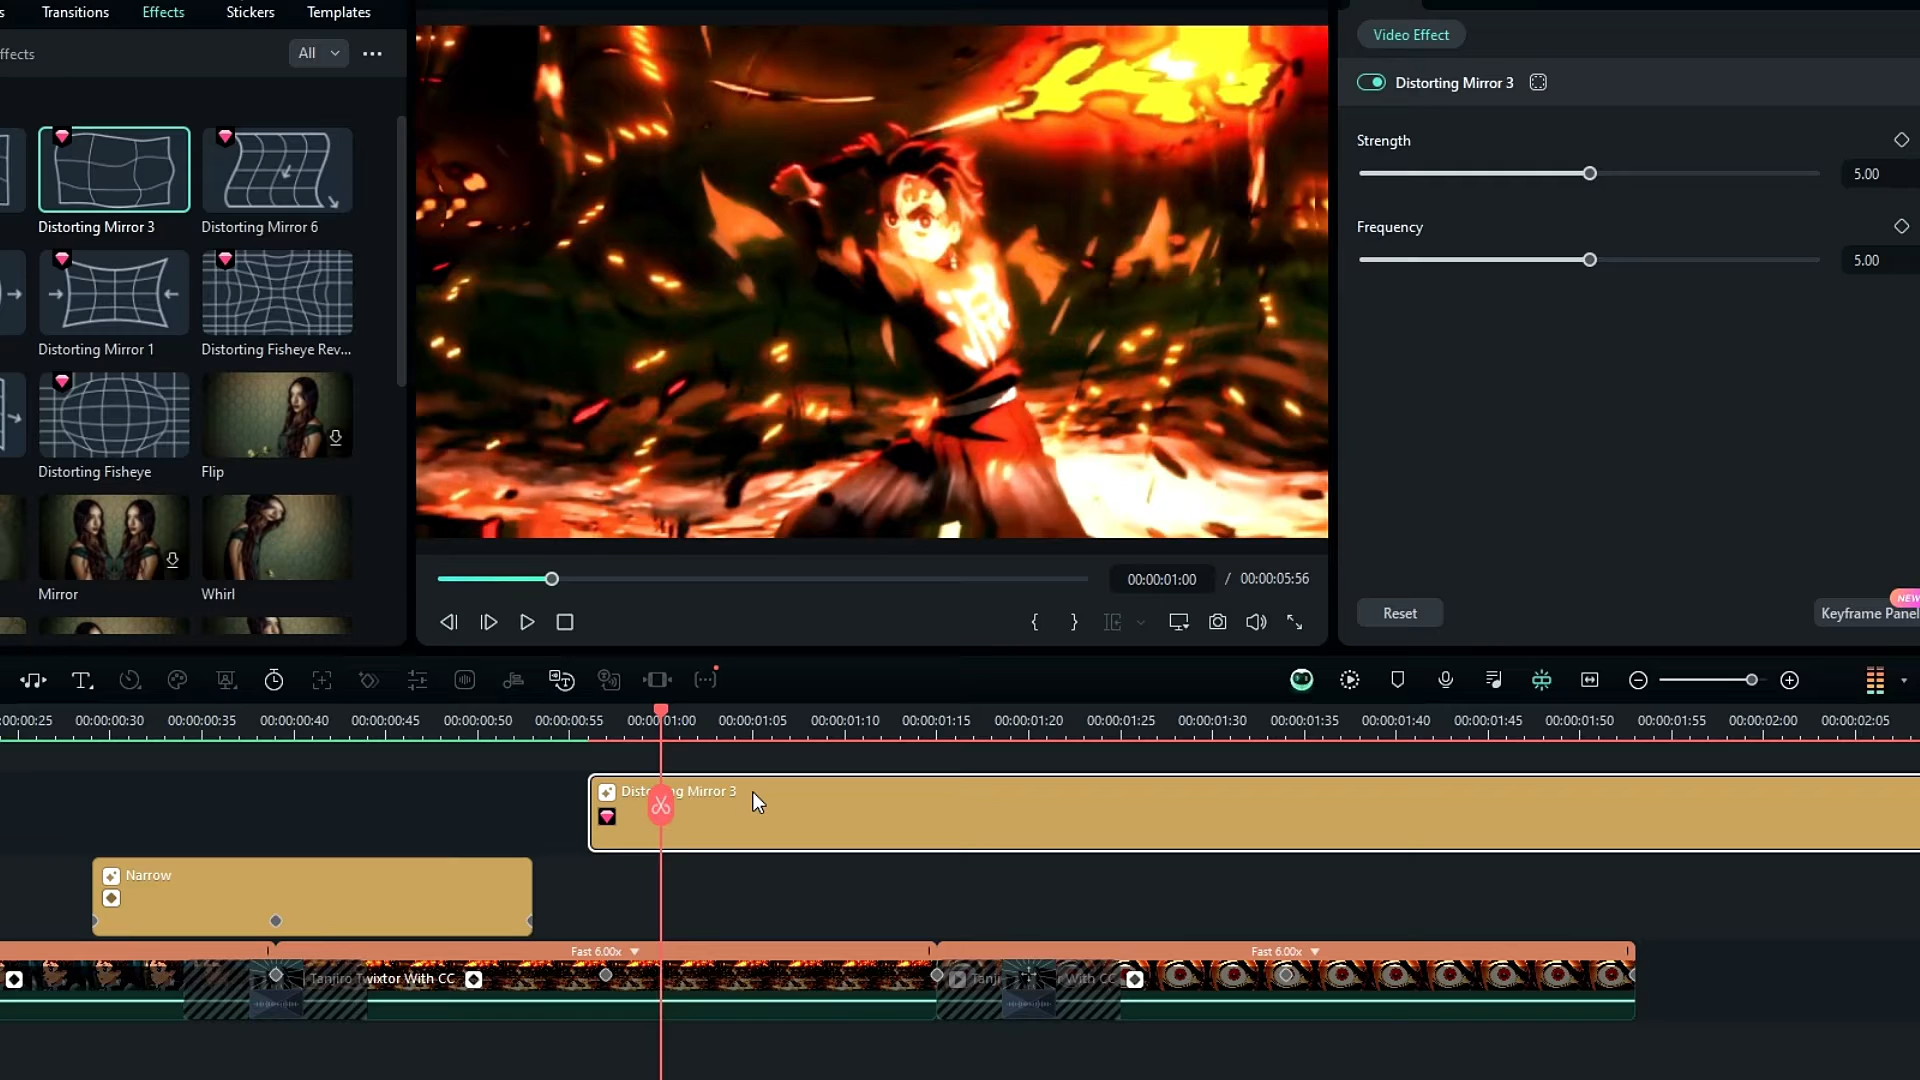 s Transitions Effects Stickers Templates
ffects All
Distorting Mirror 3 Distorting Mirror 6
Distorting Mirror 1 Distorting Fisheye Rev...
Distorting Fisheye Flip
Mirror Whirl
00:00:01:00 / 00:00:05:56
Video Effect
Distorting Mirror 3
Strength
5.00
Frequency
5.00
Reset
NEW
Keyframe Panel
:00:00:25 00:00:00:30 00:00:00:35 00:00:00:40 00:00:00:45 00:00:00:50 00:00:00:55 00:00:01:00 00:00:01:05 00:00:01:10 00:00:01:15 00:00:01:20 00:00:01:25 00:00:01:30 00:00:01:35 00:00:01:40 00:00:01:45 00:00:01:50 00:00:01:55 00:00:02:00 00:00:02:05
Disto ng Mirror 3
Narrow
Fast 6.00x Fast 6.00x
Tanjiro Twixtor With CC Tanji r With CC